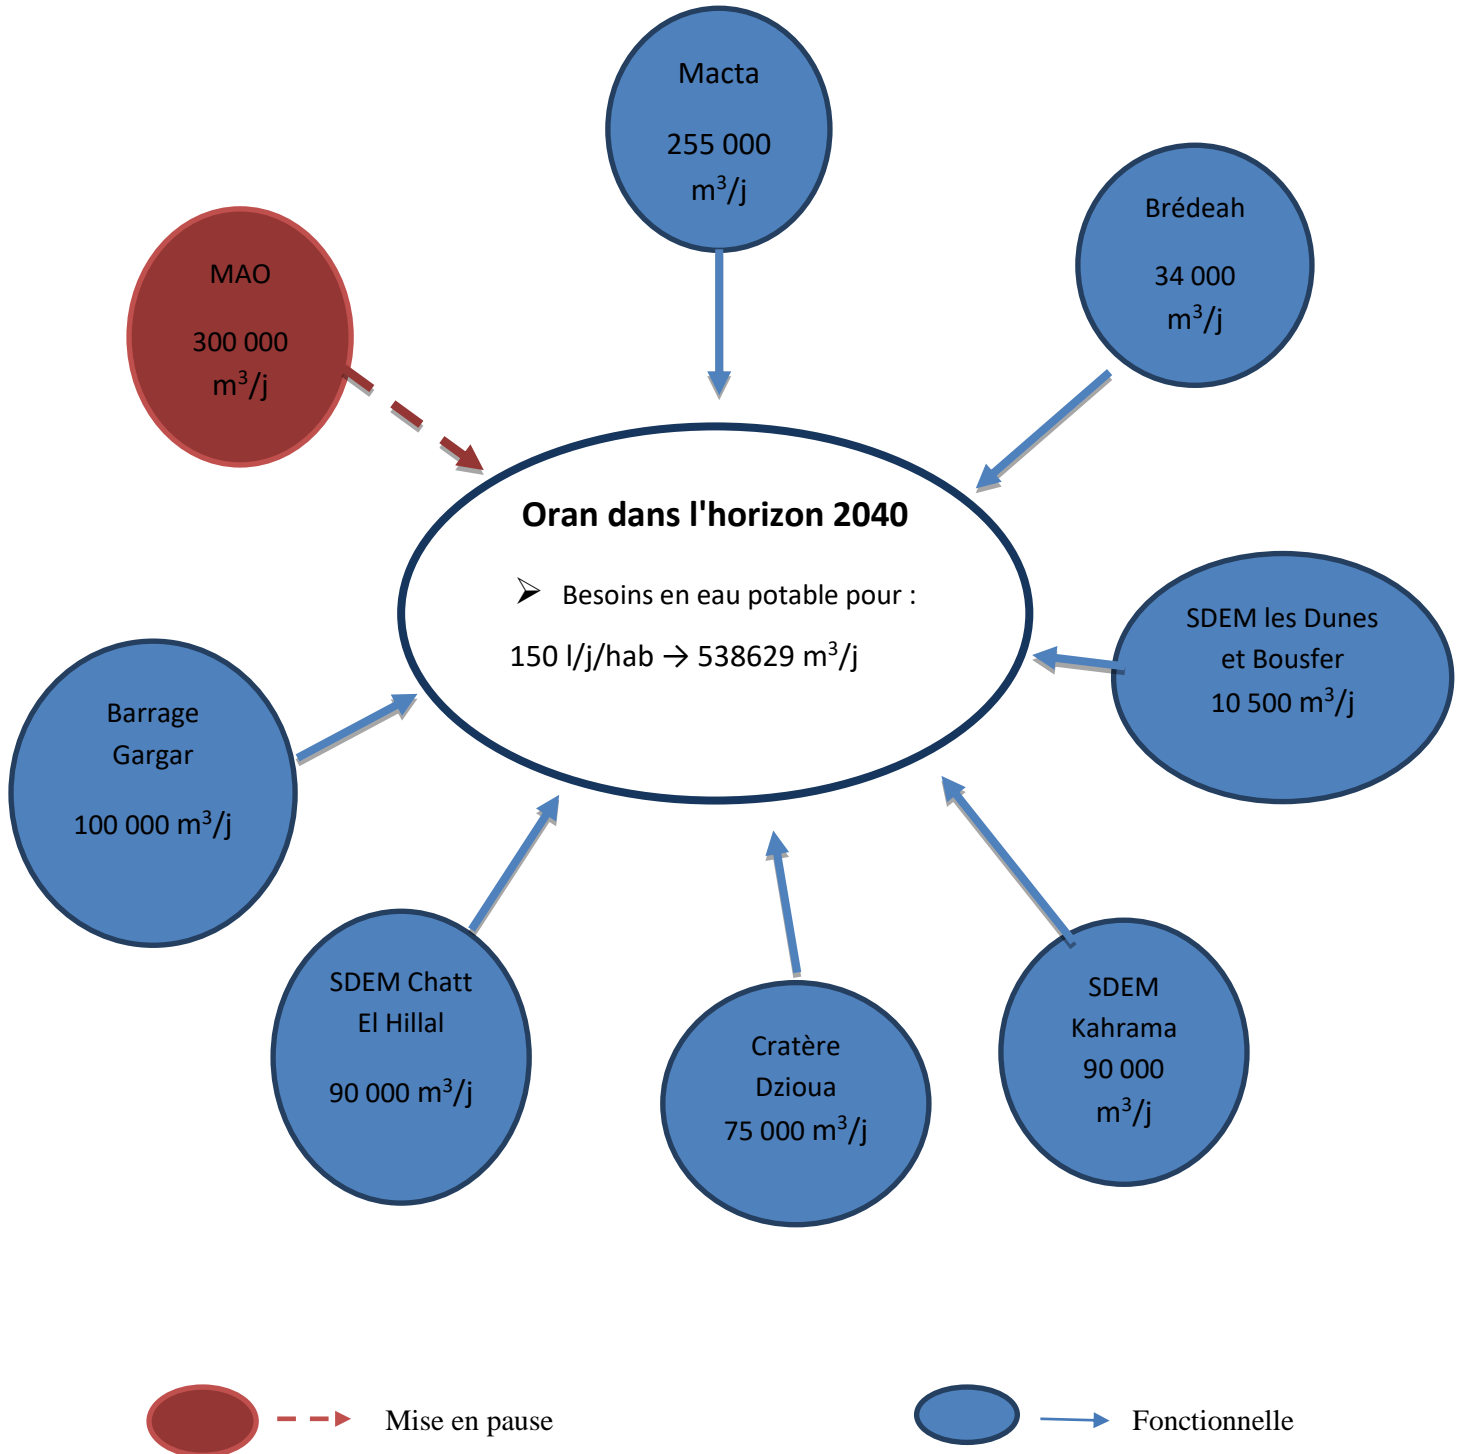 Macta
255 000
m³/j
Brédeah
34 000
m³/j
MAO
300 000
m³/j
Oran dans l'horizon 2040
➢ Besoins en eau potable pour :
150 l/j/hab → 538629 m³/j
SDEM les Dunes
et Bousfer
10 500 m³/j
Barrage
Gargar
100 000 m³/j
SDEM Chatt
El Hillal
90 000 m³/j
Cratère
Dzioua
75 000 m³/j
SDEM
Kahrama
90 000
m³/j
Mise en pause
Fonctionnelle